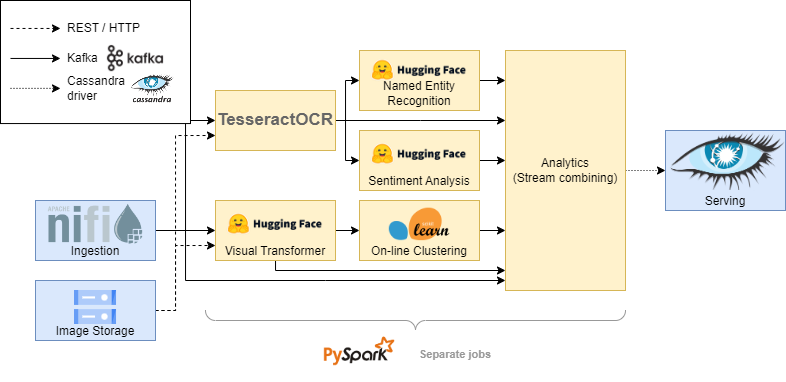 REST / HTTP
Kafka
kafka
Cassandra
driver
cassandra
TesseractOCR
Hugging Face
Named Entity
Recognition
Hugging Face
Sentiment Analysis
Analytics
(Stream combining)
Serving
APACHE
nifi
Ingestion
Hugging Face
Visual Transformer
learn
On-line Clustering
Image Storage
PySpark
Separate jobs